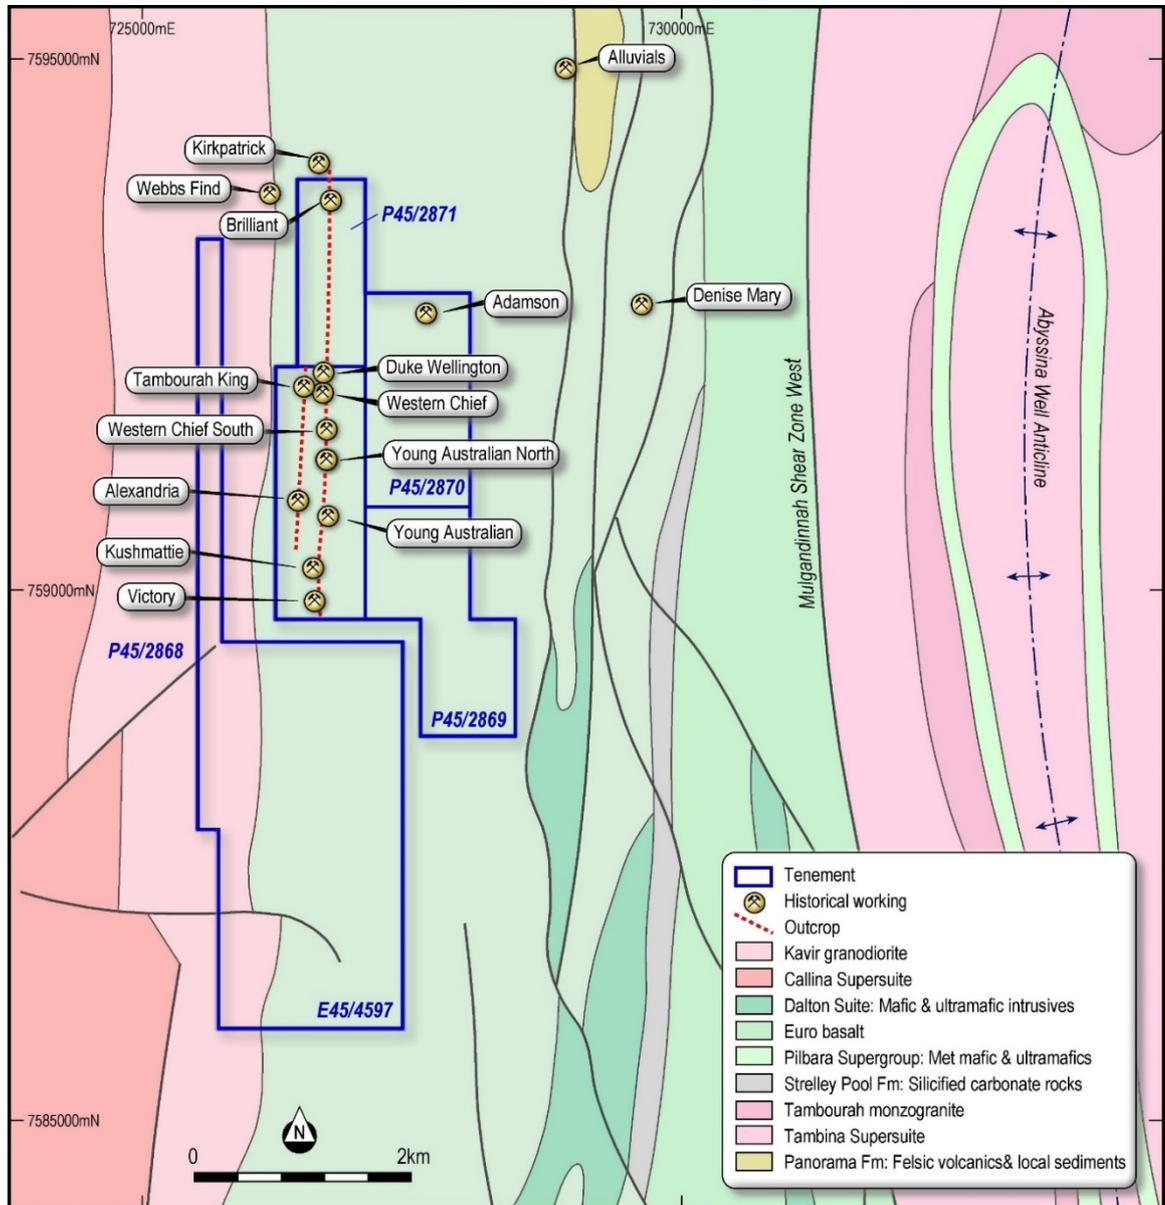 725000mE
730000mE
7595000mN
Alluvials
Kirkpatrick
Webbs Find
Brilliant
P45/2871
Adamson
Denise Mary
Duke Wellington
Tambourah King
Western Chief
Western Chief South
Young Australian North
Alexandria
P45/2870
Young Australian
Kushmattie
759000mN
Victory
P45/2868
P45/2869
E45/4597
Mulgandinnah Shear Zone West
Abyssina Well Anticline
7585000mN
N
0 2km
Tenement
Historical working
Outcrop
Kavir granodiorite
Callina Supersuite
Dalton Suite: Mafic & ultramafic intrusives
Euro basalt
Pilbara Supergroup: Met mafic & ultramafics
Strelley Pool Fm: Silicified carbonate rocks
Tambourah monzogranite
Tambina Supersuite
Panorama Fm: Felsic volcanics& local sediments